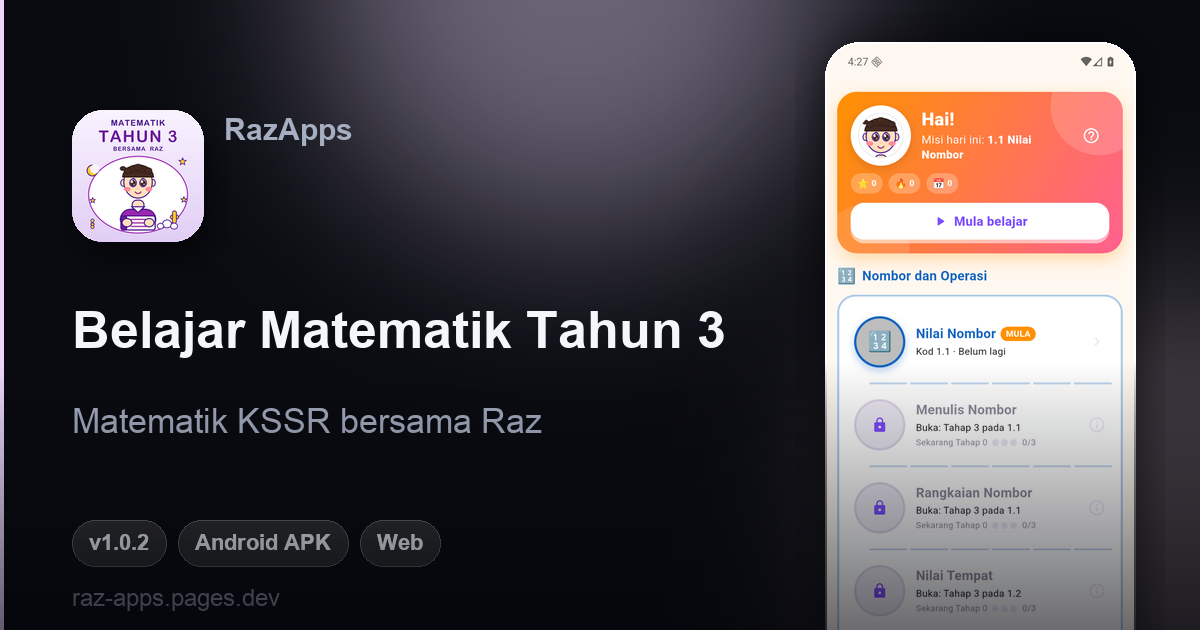 MATEMATIK
TAHUN 3
BERSAMA RAZ
RazApps
Belajar Matematik Tahun 3
Matematik KSSR bersama Raz
v1.0.2
Android APK
Web
raz-apps.pages.dev
4:27
Hai!
Misi hari ini: 1.1 Nilai
Nombor
0
0
0
Mula belajar
Nombor dan Operasi
Nilai Nombor MULA
Kod 1.1 · Belum lagi
Menulis Nombor
Buka: Tahap 3 pada 1.1
Sekarang Tahap 0 0/3
Rangkaian Nombor
Buka: Tahap 3 pada 1.1
Sekarang Tahap 0 0/3
Nilai Tempat
Buka: Tahap 3 pada 1.2
Sekarang Tahap 0 0/3